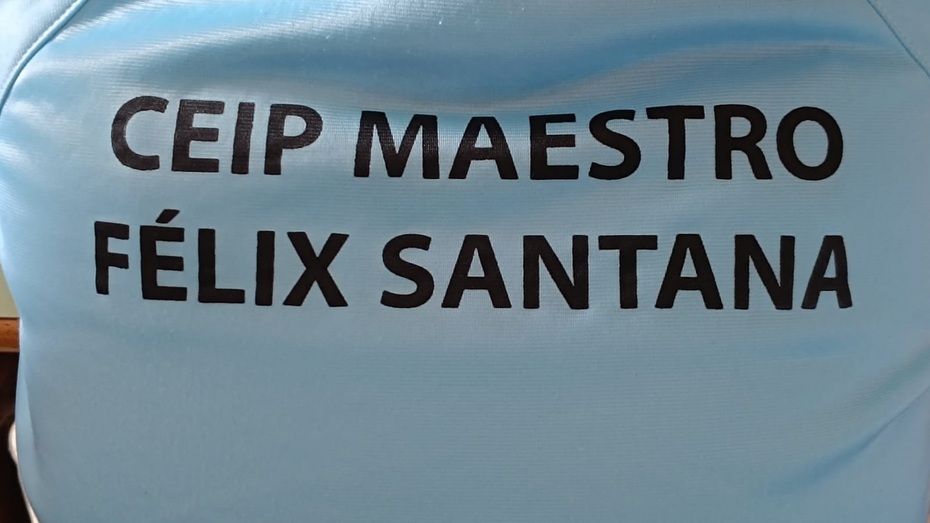 CEIP MAESTRO
FÉLIX SANTANA